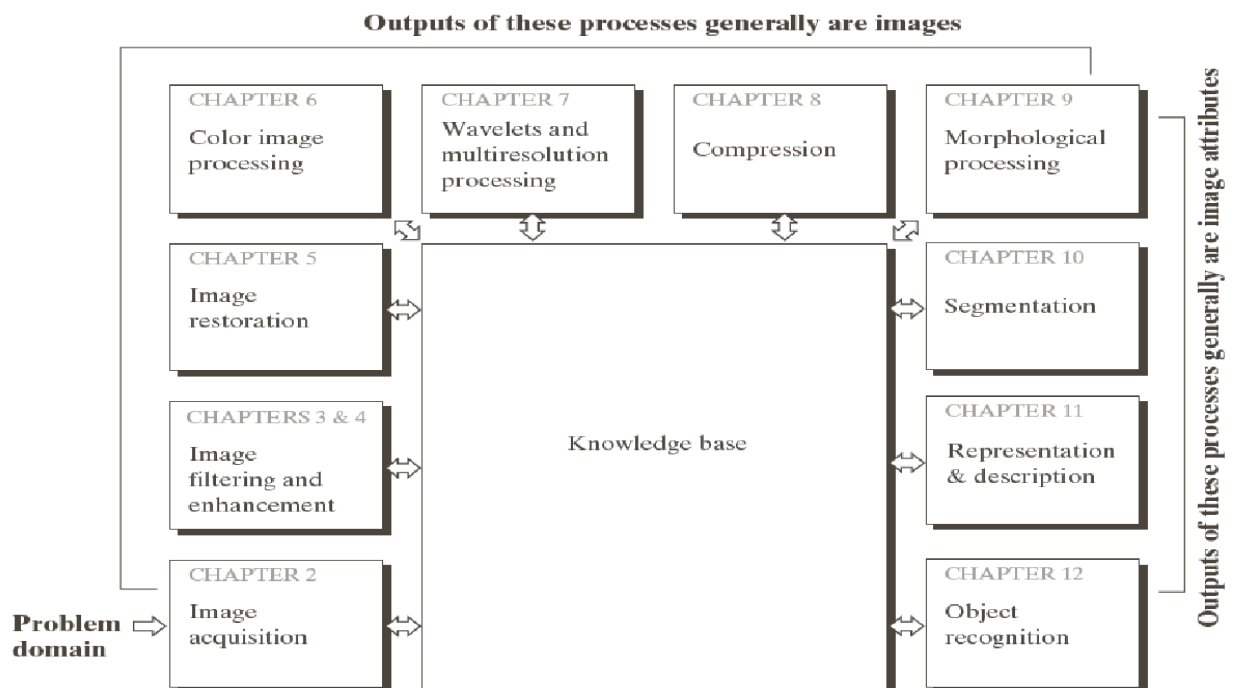 Outputs of these processes generally are images
CHAPTER 6
Color image
processing
CHAPTER 7
Wavelets and
multiresolution
processing
CHAPTER 8
Compression
CHAPTER 9
Morphological
processing
CHAPTER 5
Image
restoration
CHAPTER 10
Segmentation
CHAPTERS 3 & 4
Image
filtering and
enhancement
Knowledge base
CHAPTER 11
Representation
& description
CHAPTER 2
Image
acquisition
CHAPTER 12
Object
recognition
Problem
domain
Outputs of these processes generally are image attributes